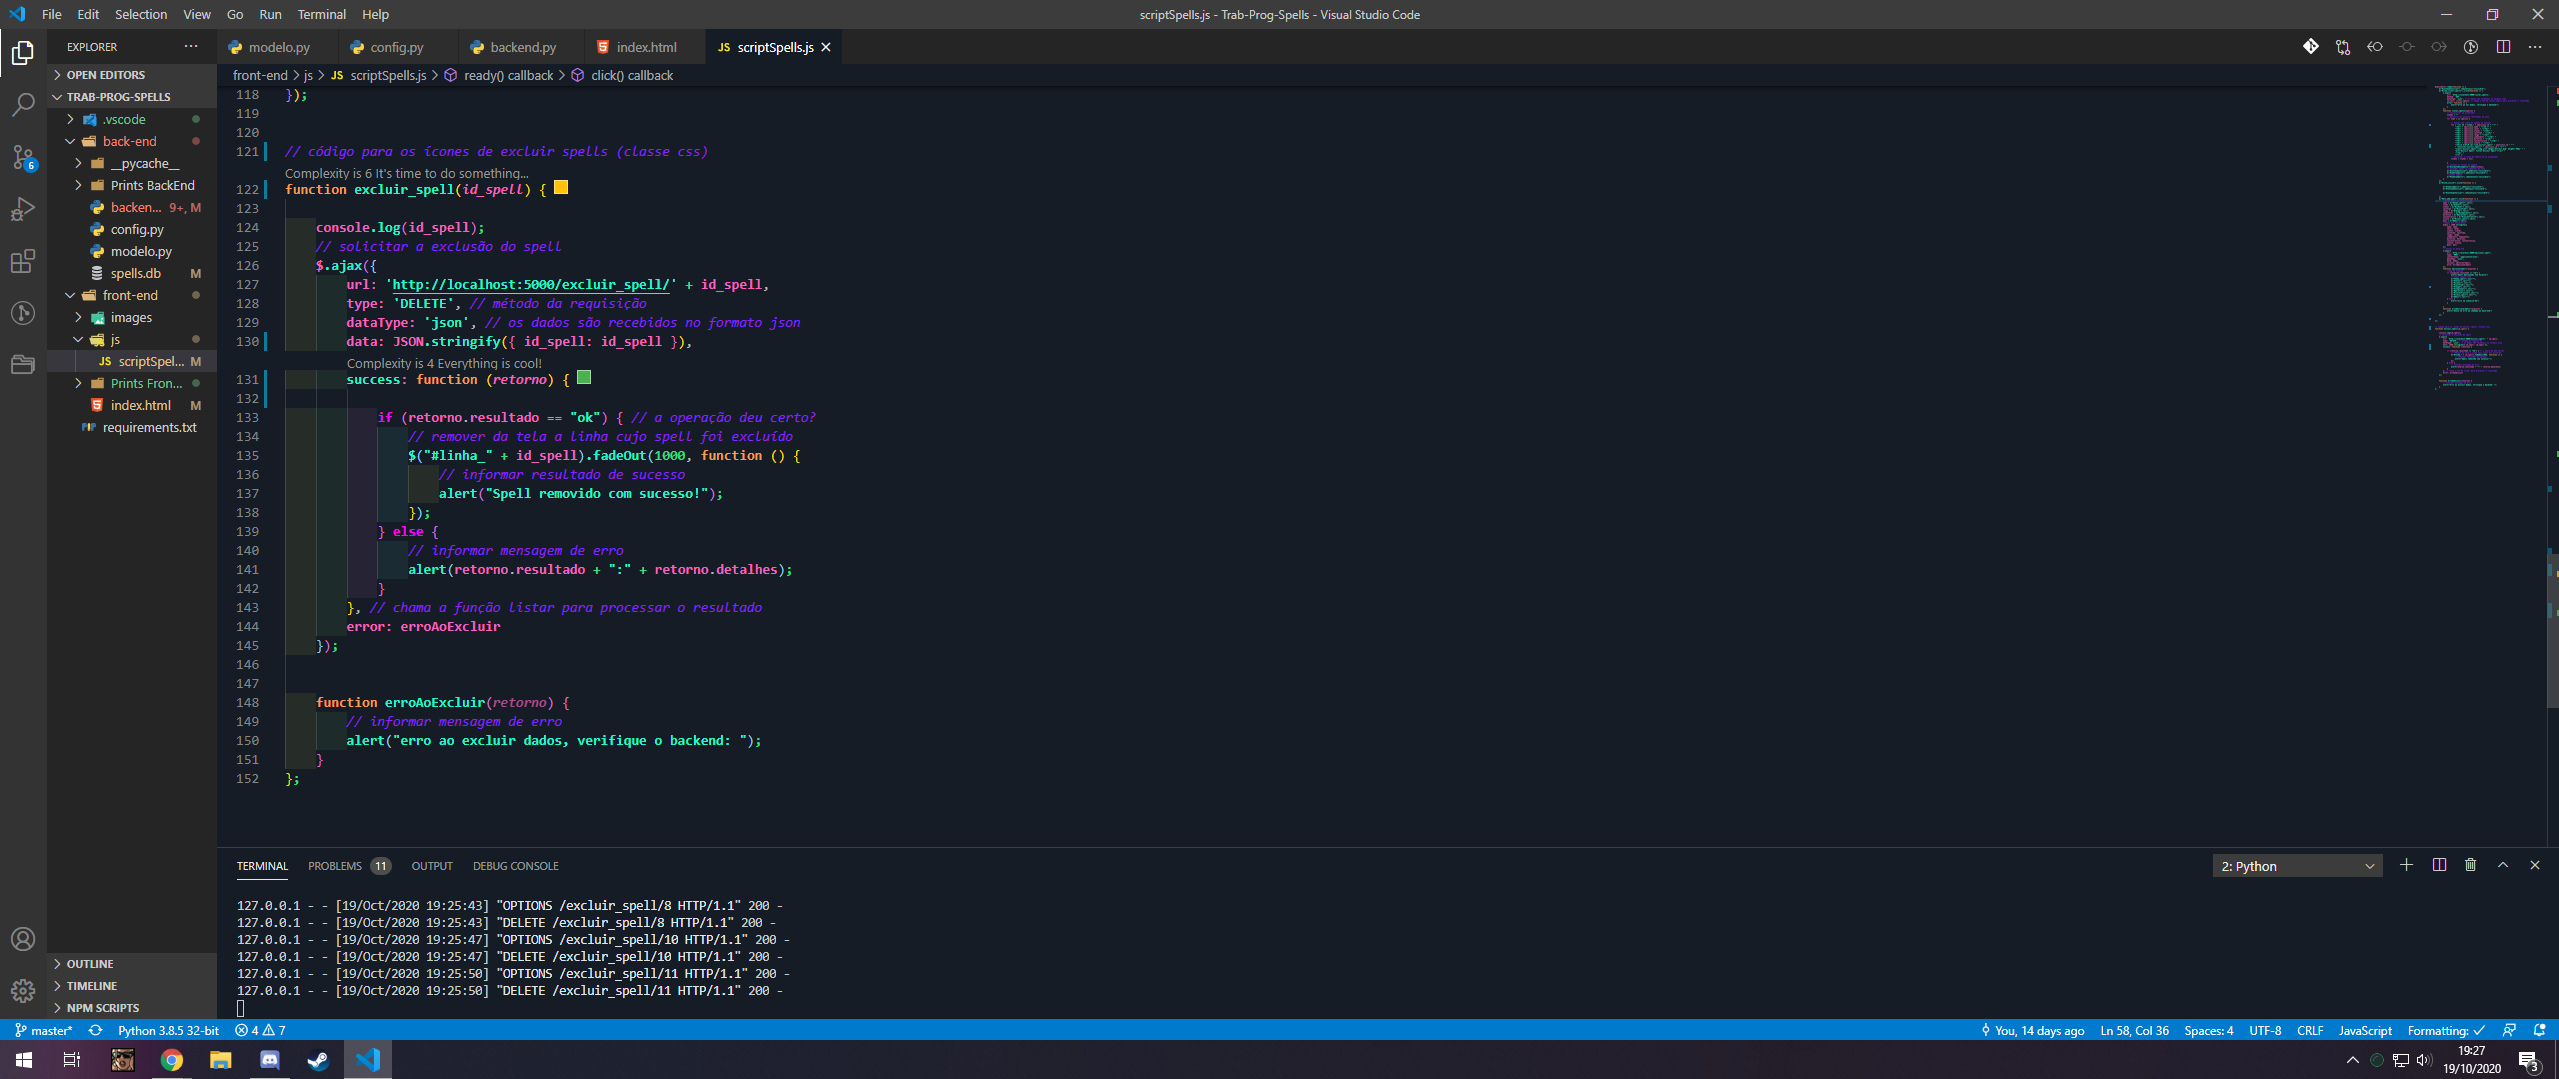 File Edit Selection View Go Run Terminal Help
scriptSpells.js - Trab-Prog-Spells - Visual Studio Code
EXPLORER
modelo.py config.py backend.py index.html JS scriptSpells.js
OPEN EDITORS
TRAB-PROG-SPELLS
.vscode
back-end
__pycache__
Prints BackEnd
backen... 9+, M
config.py
modelo.py
spells.db M
front-end
images
js
JS scriptSpel... M
Prints Fron...
index.html M
requirements.txt
OUTLINE
TIMELINE
NPM SCRIPTS
6
front-end > js > JS scriptSpells.js > ready() callback > click() callback
118 });
119
120
121 // código para os ícones de excluir spells (classe css)
Complexity is 6 It's time to do something...
122 function excluir_spell(id_spell) {
123
124 console.log(id_spell);
125 // solicitar a exclusão do spell
126 $.ajax({
127 url: 'http://localhost:5000/excluir_spell/' + id_spell,
128 type: 'DELETE', // método da requisição
129 dataType: 'json', // os dados são recebidos no formato json
130 data: JSON.stringify({ id_spell: id_spell }),
Complexity is 4 Everything is cool!
131 success: function (retorno) {
132
133 if (retorno.resultado == "ok") { // a operação deu certo?
134 // remover da tela a linha cujo spell foi excluído
135 $("#linha_" + id_spell).fadeOut(1000, function () {
136 // informar resultado de sucesso
137 alert("Spell removido com sucesso!");
138 });
139 } else {
140 // informar mensagem de erro
141 alert(retorno.resultado + ":" + retorno.detalhes);
142 }
143 }, // chama a função listar para processar o resultado
144 error: erroAoExcluir
145 });
146
147
148 function erroAoExcluir(retorno) {
149 // informar mensagem de erro
150 alert("erro ao excluir dados, verifique o backend: ");
151 }
152 };
TERMINAL PROBLEMS 11 OUTPUT DEBUG CONSOLE
2: Python
127.0.0.1 - - [19/Oct/2020 19:25:43] "OPTIONS /excluir_spell/8 HTTP/1.1" 200 -
127.0.0.1 - - [19/Oct/2020 19:25:43] "DELETE /excluir_spell/8 HTTP/1.1" 200 -
127.0.0.1 - - [19/Oct/2020 19:25:47] "OPTIONS /excluir_spell/10 HTTP/1.1" 200 -
127.0.0.1 - - [19/Oct/2020 19:25:47] "DELETE /excluir_spell/10 HTTP/1.1" 200 -
127.0.0.1 - - [19/Oct/2020 19:25:50] "OPTIONS /excluir_spell/11 HTTP/1.1" 200 -
127.0.0.1 - - [19/Oct/2020 19:25:50] "DELETE /excluir_spell/11 HTTP/1.1" 200 -
master* Python 3.8.5 32-bit 4 7
You, 14 days ago Ln 58, Col 36 Spaces: 4 UTF-8 CRLF JavaScript Formatting: ✓
19:27
19/10/2020
3